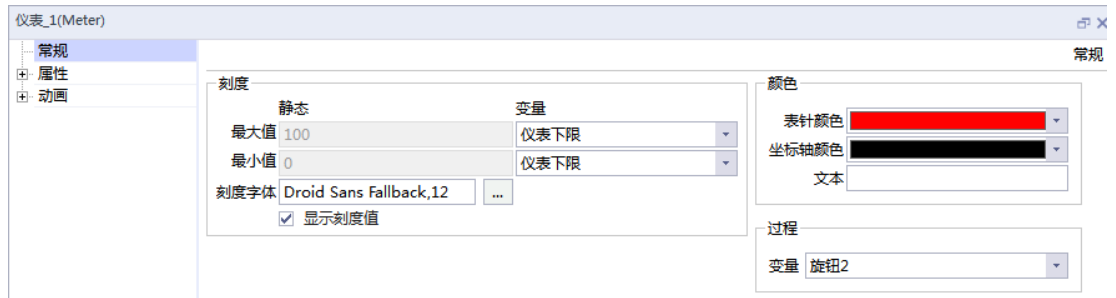 仪表_1(Meter)
常规
属性
动画
常规
刻度
静态 变量
最大值 100 仪表下限
最小值 0 仪表下限
刻度字体 Droid Sans Fallback,12 ...
显示刻度值
颜色
表针颜色
坐标轴颜色
文本
过程
变量 旋钮2